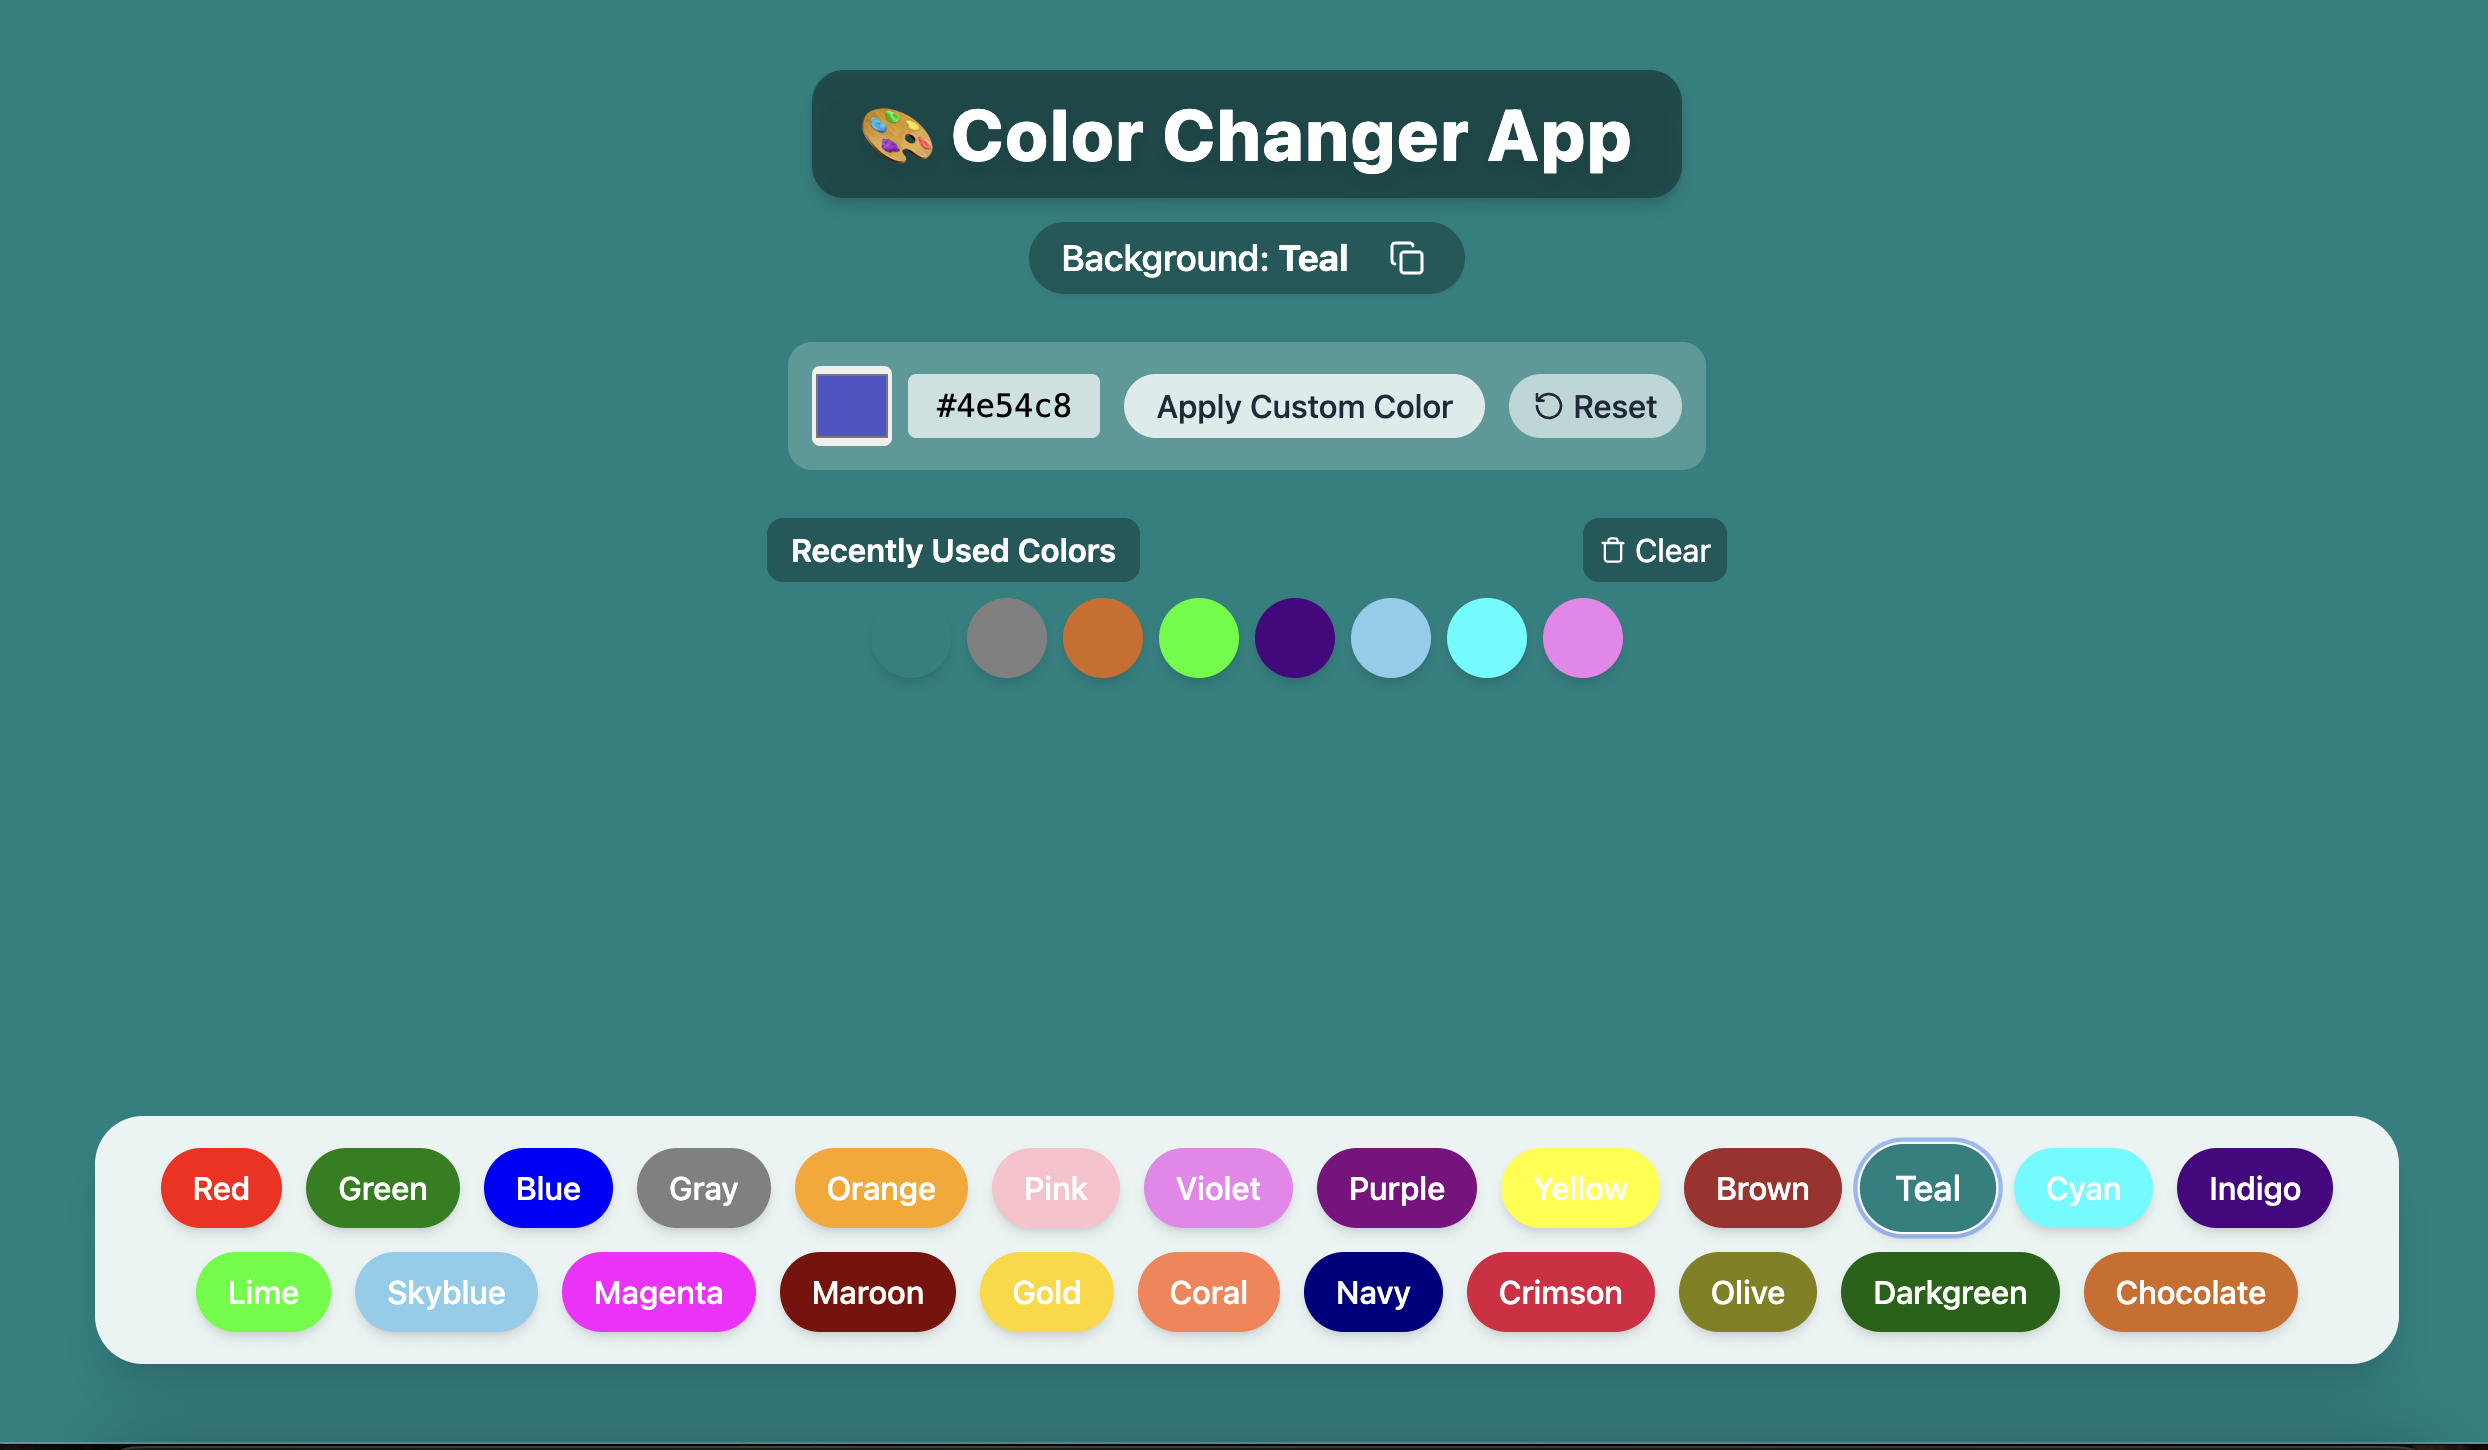 🎨 Color Changer App
Background: Teal
#4e54c8 Apply Custom Color Reset
Recently Used Colors Clear
Red Green Blue Gray Orange Pink Violet Purple Yellow Brown Teal Cyan Indigo
Lime Skyblue Magenta Maroon Gold Coral Navy Crimson Olive Darkgreen Chocolate